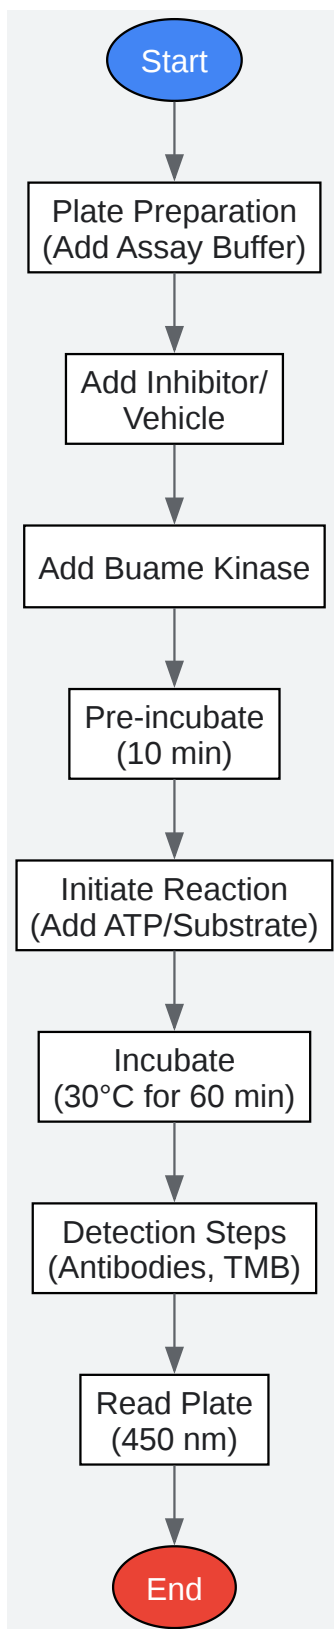 Start
Plate Preparation
(Add Assay Buffer)
Add Inhibitor/
Vehicle
Add Buame Kinase
Pre-incubate
(10 min)
Initiate Reaction
(Add ATP/Substrate)
Incubate
(30°C for 60 min)
Detection Steps
(Antibodies, TMB)
Read Plate
(450 nm)
End